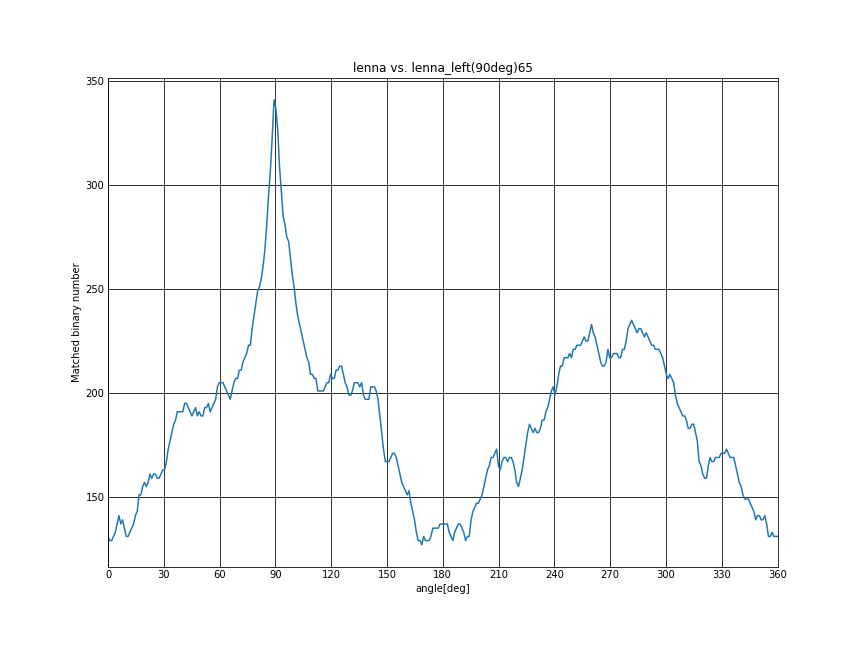 lenna vs. lenna_left(90deg)65
350
300
250
200
150
Matched binary number
0 30 60 90 120 150 180 210 240 270 300 330 360
angle[deg]